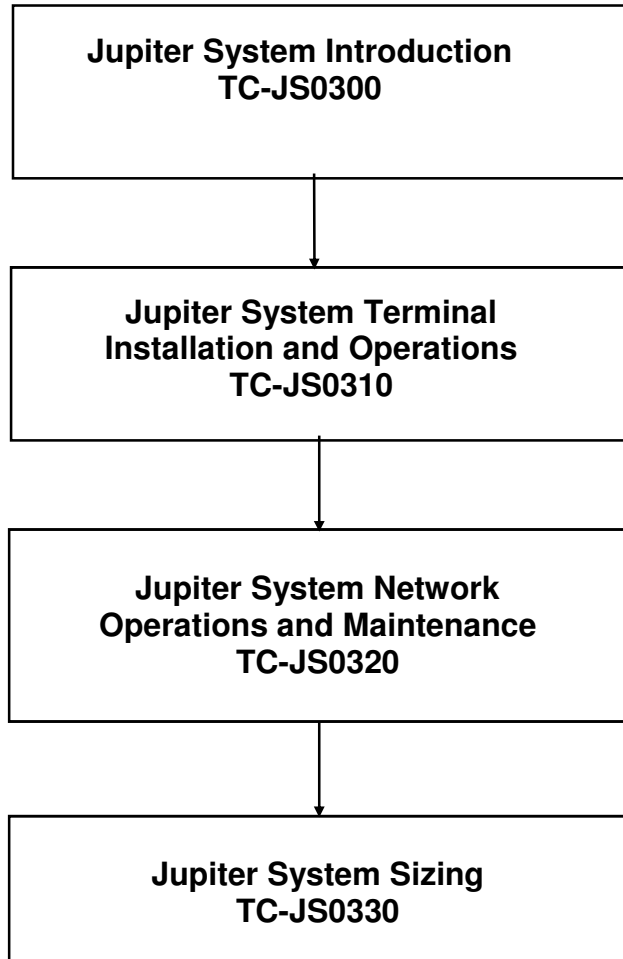 Jupiter System Introduction
TC-JS0300
Jupiter System Terminal
Installation and Operations
TC-JS0310
Jupiter System Network
Operations and Maintenance
TC-JS0320
Jupiter System Sizing
TC-JS0330